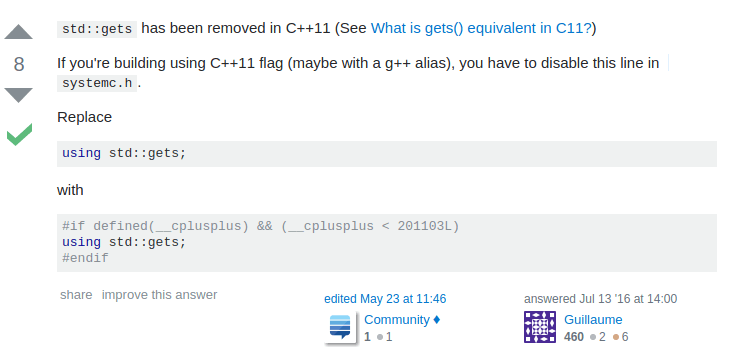 std::gets has been removed in C++11 (See What is gets() equivalent in C11?)
8
If you're building using C++11 flag (maybe with a g++ alias), you have to disable this line in
systemc.h.
Replace
using std::gets;
with
#if defined(__cplusplus) && (__cplusplus < 201103L)
using std::gets;
#endif
share improve this answer
edited May 23 at 11:46
Community ♦
1 ●1
answered Jul 13 '16 at 14:00
Guillaume
460 ●2 ●6